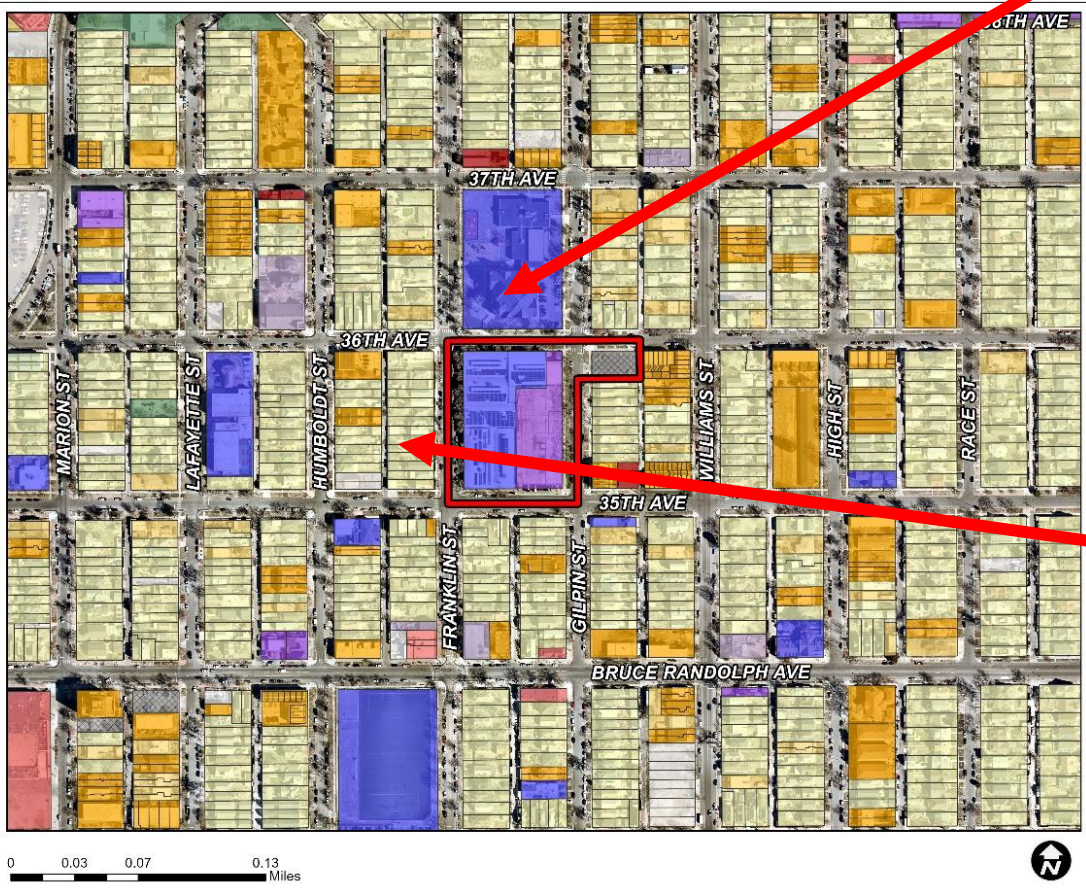 38TH AVE
37TH AVE
36TH AVE
MARION ST
LAFAYETTE ST
HUMBOLDT ST
WILLIAMS ST
HIGH ST
RACE ST
35TH AVE
FRANKLIN ST
GILPIN ST
BRUCE RANDOLPH AVE
0 0.03 0.07 0.13
Miles
N